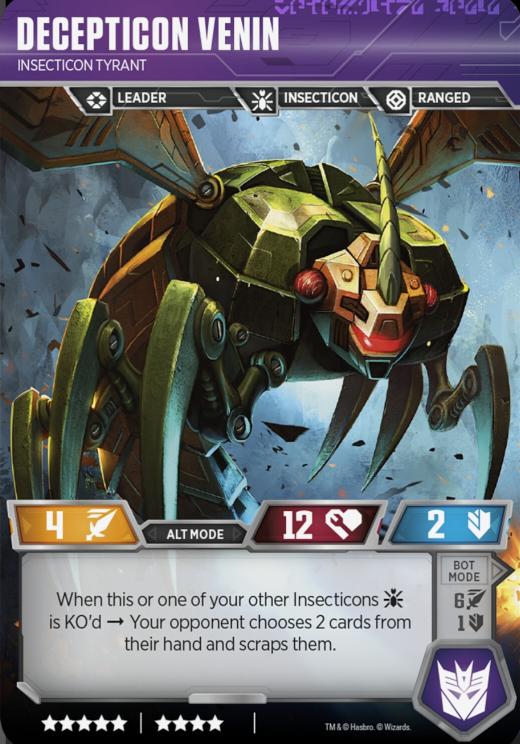 DECEPTICON VENIN
INSECTICON TYRANT
LEADER INSECTICON RANGED
4 ALT MODE 12 2
BOT
MODE
6
1
When this or one of your other Insecticons
is KO'd → Your opponent chooses 2 cards from
their hand and scraps them.
TM & © Hasbro. © Wizards.